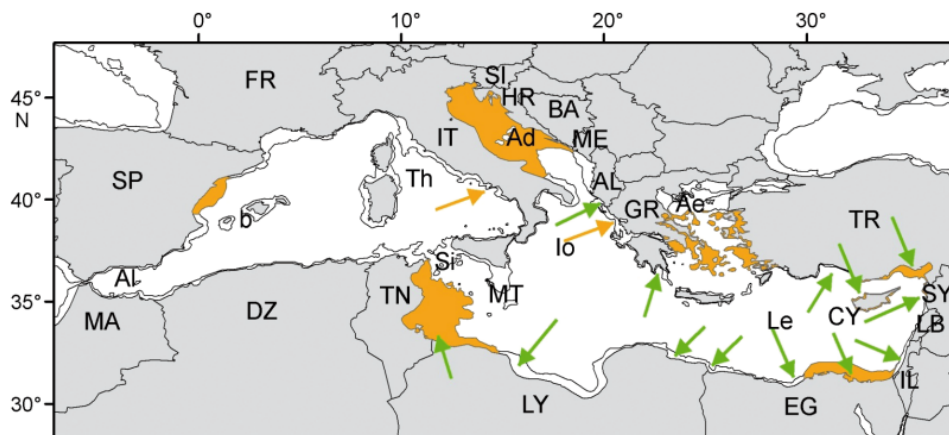 0° 10° 20° 30°
45°
N
40°
35°
30°
FR
SI
HR
BA
IT
Ad
ME
SP
Th
AL
b
GR
Ae
TR
Io
Al
Si
SY
MA
DZ
TN
MT
Le
CY
LB
LY
EG
IL